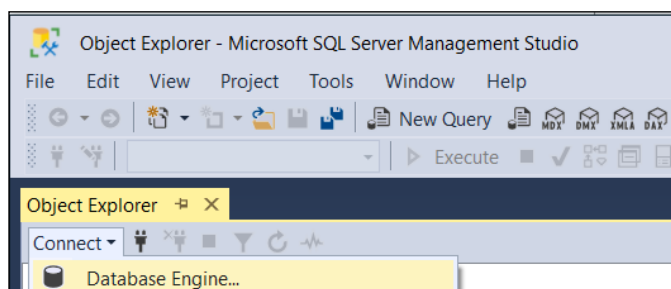 Object Explorer - Microsoft SQL Server Management Studio
File Edit View Project Tools Window Help
New Query MDX DMX XMLA DAX
Execute
Object Explorer
Connect
Database Engine...